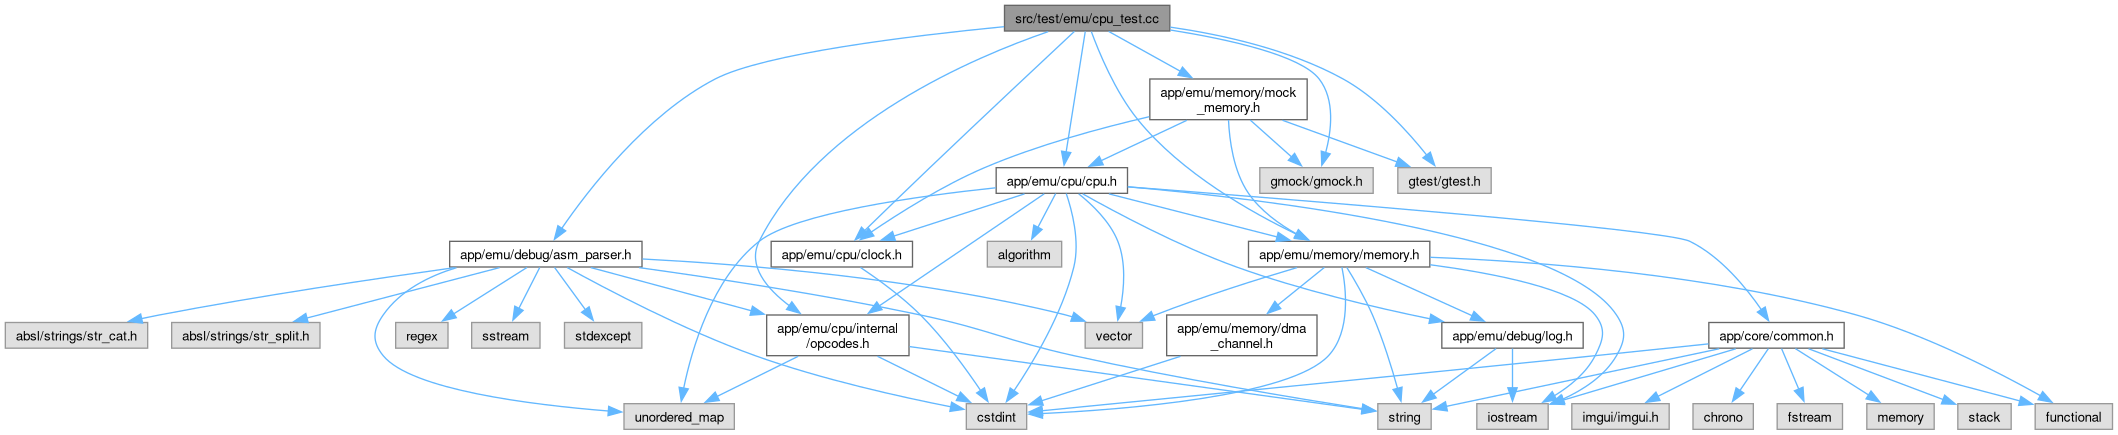 src/test/emu/cpu_test.cc
app/emu/memory/mock
_memory.h
app/emu/cpu/cpu.h
gmock/gmock.h
gtest/gtest.h
app/emu/debug/asm_parser.h
app/emu/cpu/clock.h
algorithm
app/emu/memory/memory.h
absl/strings/str_cat.h
absl/strings/str_split.h
regex
sstream
stdexcept
app/emu/cpu/internal
/opcodes.h
vector
app/emu/memory/dma
_channel.h
app/emu/debug/log.h
app/core/common.h
unordered_map
cstdint
string
iostream
imgui/imgui.h
chrono
fstream
memory
stack
functional